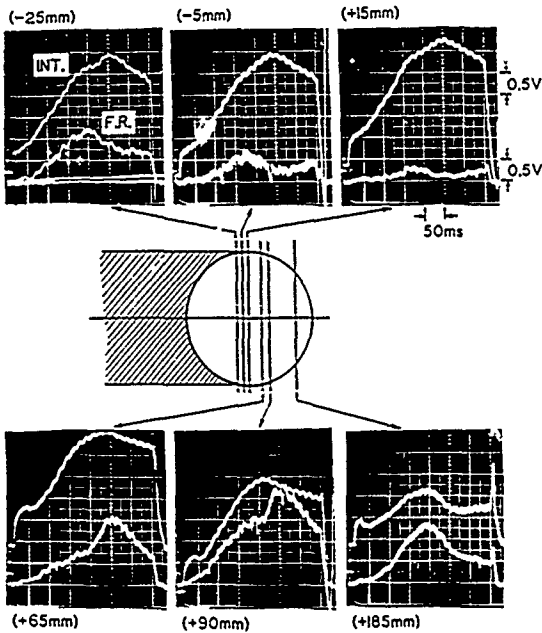 (-25mm)
(-5mm)
(+15mm)
INT.
F.R.
0.5V
0.5V
50ms
(+65mm)
(+90mm)
(+185mm)